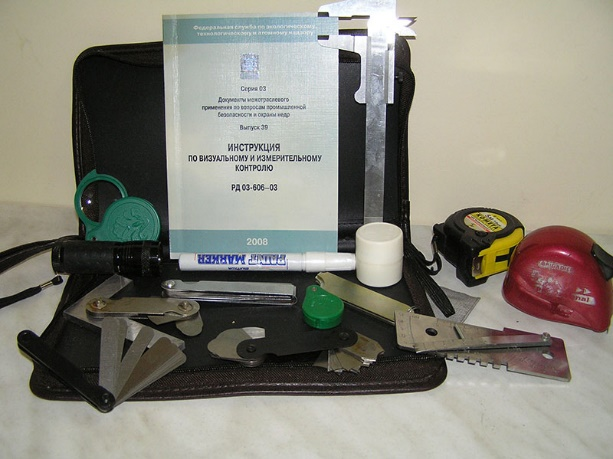 Федеральная служба по экологическому,
технологическому и атомному надзору
Серия 03
Документы межотраслевого
применения по вопросам промышленной
безопасности и охраны недр
Выпуск 39
ИНСТРУКЦИЯ
ПО ВИЗУАЛЬНОМУ И ИЗМЕРИТЕЛЬНОМУ
КОНТРОЛЮ
РД 03-606-03
2008
PAINT
MARKER